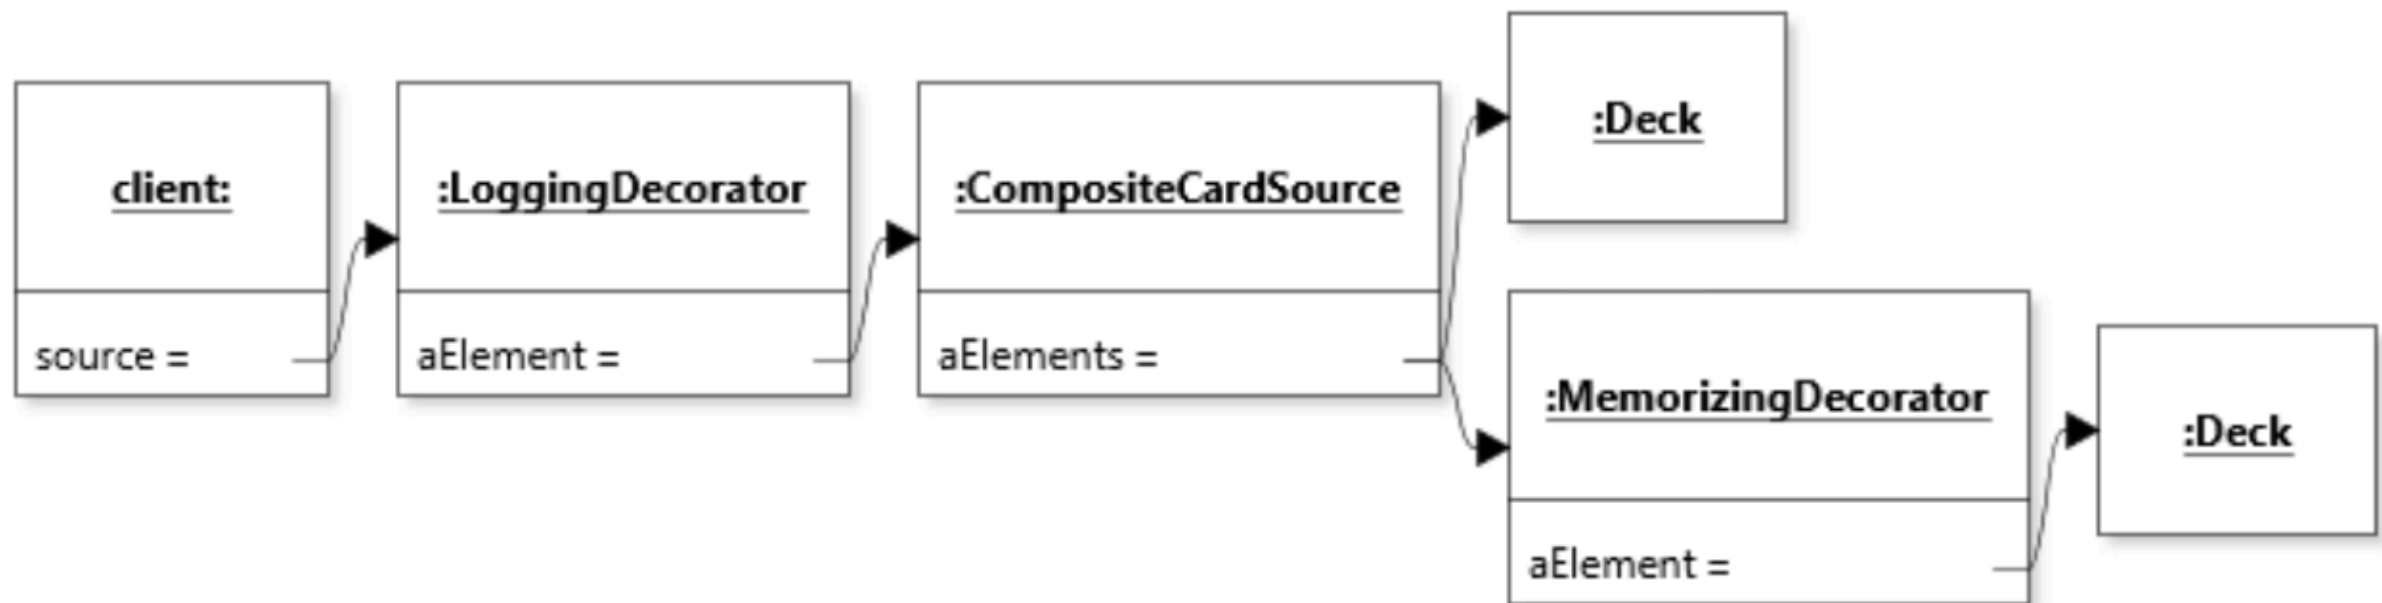 client:
source =
:LoggingDecorator
aElement =
:CompositeCardSource
aElements =
:Deck
:MemorizingDecorator
aElement =
:Deck